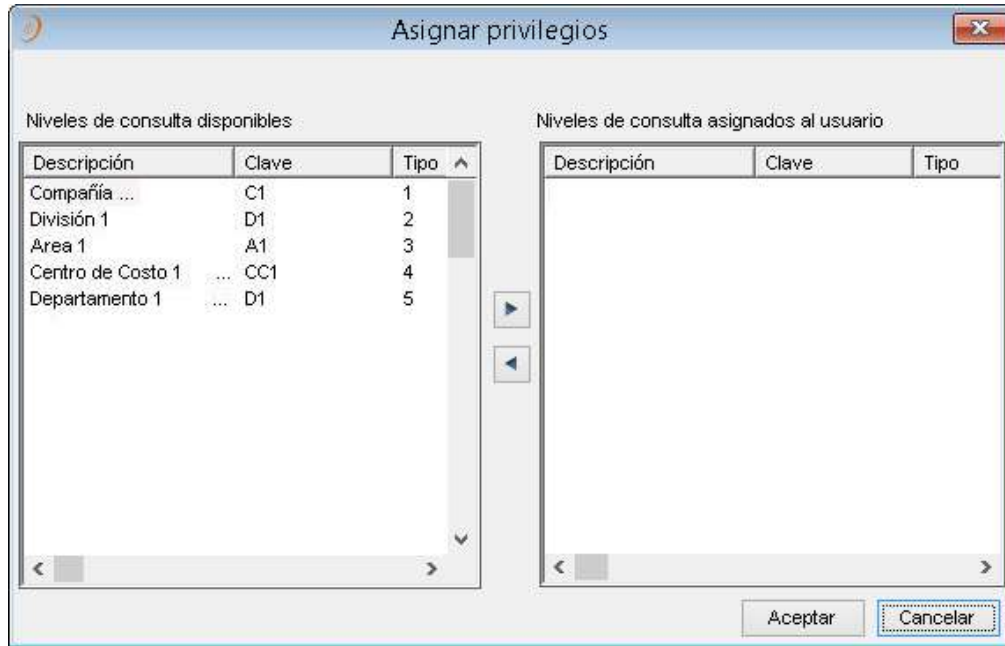 Asignar privilegios
Niveles de consulta disponibles
Descripción Clave Tipo
Compañía ... C1 1
División 1 D1 2
Area 1 A1 3
Centro de Costo 1 ... CC1 4
Departamento 1 ... D1 5
Niveles de consulta asignados al usuario
Descripción Clave Tipo
Aceptar Cancelar